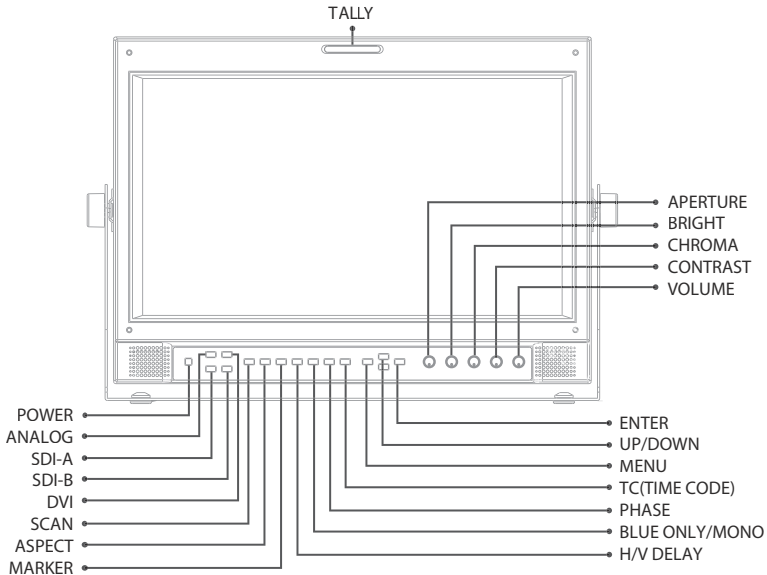 TALLY
APERTURE
BRIGHT
CHROMA
CONTRAST
VOLUME
POWER
ANALOG
SDI-A
SDI-B
DVI
SCAN
ASPECT
MARKER
ENTER
UP/DOWN
MENU
TC(TIME CODE)
PHASE
BLUE ONLY/MONO
H/V DELAY